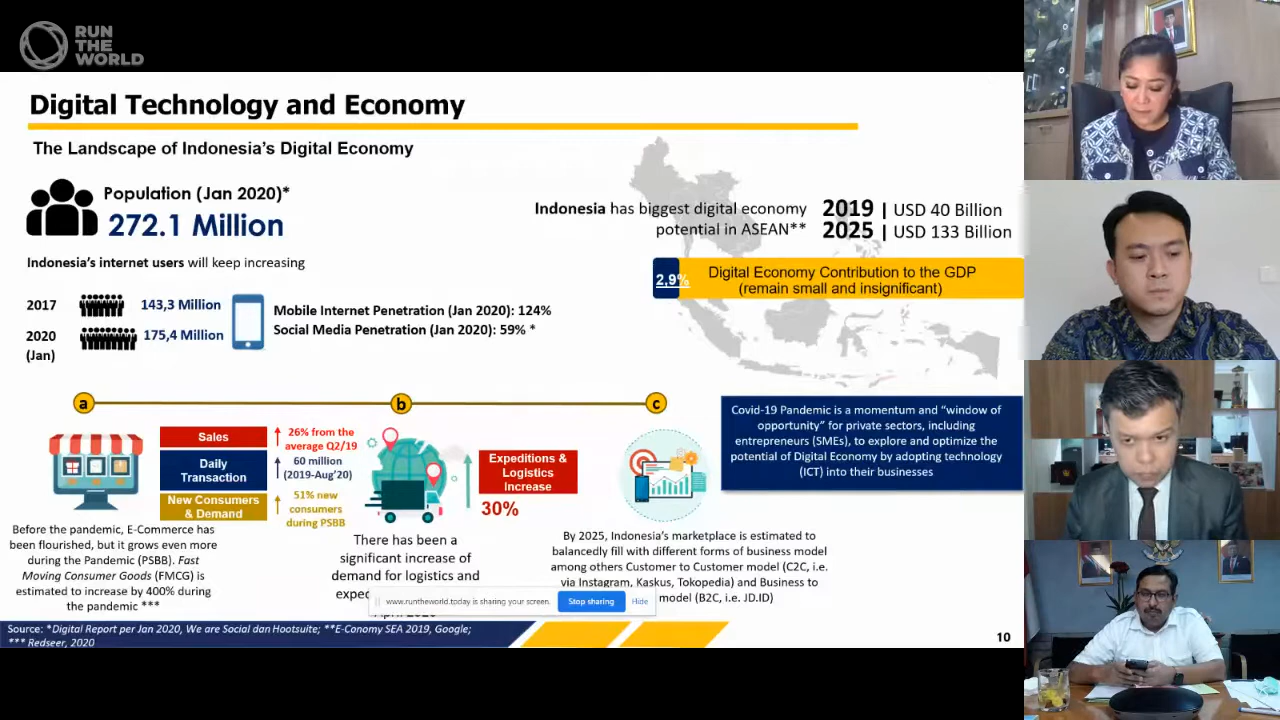 RUN
THE
WORLD
Digital Technology and Economy
The Landscape of Indonesia's Digital Economy
Population (Jan 2020)*
272.1 Million
Indonesia's internet users will keep increasing
2017
143,3 Million
2020
(Jan)
175,4 Million
Mobile Internet Penetration (Jan 2020): 124%
Social Media Penetration (Jan 2020): 59% *
Indonesia has biggest digital economy
potential in ASEAN**
2019 | USD 40 Billion
2025 | USD 133 Billion
2,9%
Digital Economy Contribution to the GDP
(remain small and insignificant)
a
b
c
Sales
26% from the
average Q2/19
Daily
Transaction
60 million
(2019-Aug'20)
New Consumers
& Demand
51% new
consumers
during PSBB
Before the pandemic, E-Commerce has
been flourished, but it grows even more
during the Pandemic (PSBB). Fast
Moving Consumer Goods (FMCG) is
estimated to increase by 400% during
the pandemic ***
Expeditions &
Logistics
Increase
30%
There has been a
significant increase of
demand for logistics and
By 2025, Indonesia's marketplace is estimated to
balancedly fill with different forms of business model
among others Customer to Customer model (C2C, i.e.
via Instagram, Kaskus, Tokopedia) and Business to
model (B2C, i.e. JD.ID)
Covid-19 Pandemic is a momentum and "window of
opportunity" for private sectors, including
entrepreneurs (SMEs), to explore and optimize the
potential of Digital Economy by adopting technology
(ICT) into their businesses
www.runtheworld.today is sharing your screen.
Stop sharing
Hide
Source: *Digital Report per Jan 2020, We are Social dan Hootsuite; **E-Conomy SEA 2019, Google;
*** Redseer, 2020
10